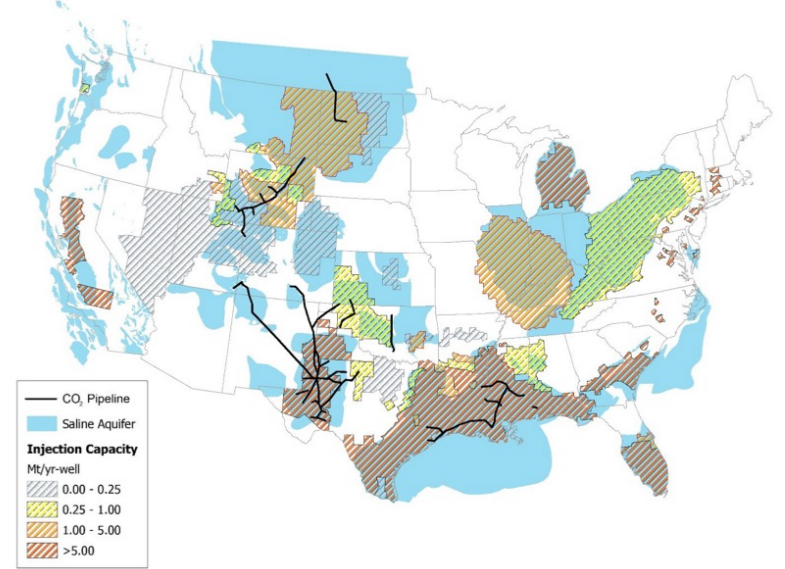 CO₂ Pipeline
Saline Aquifer
Injection Capacity
Mt/yr-well
0.00 - 0.25
0.25 - 1.00
1.00 - 5.00
>5.00